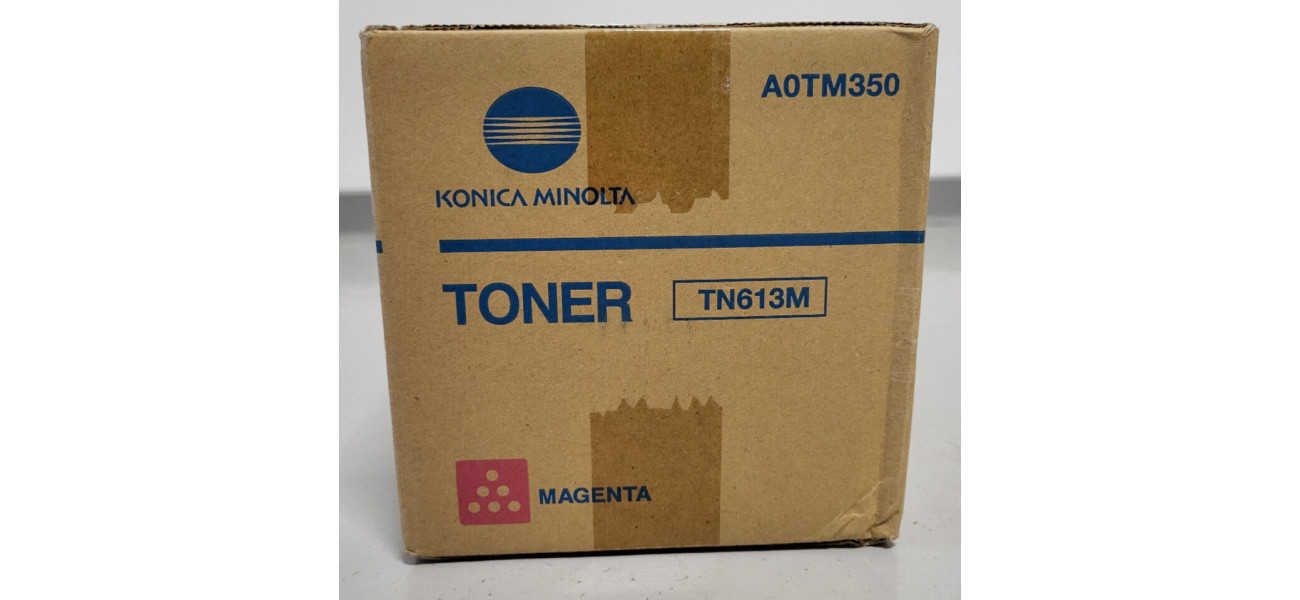 A0TM350
KONICA MINOLTA
TONER TN613M
MAGENTA